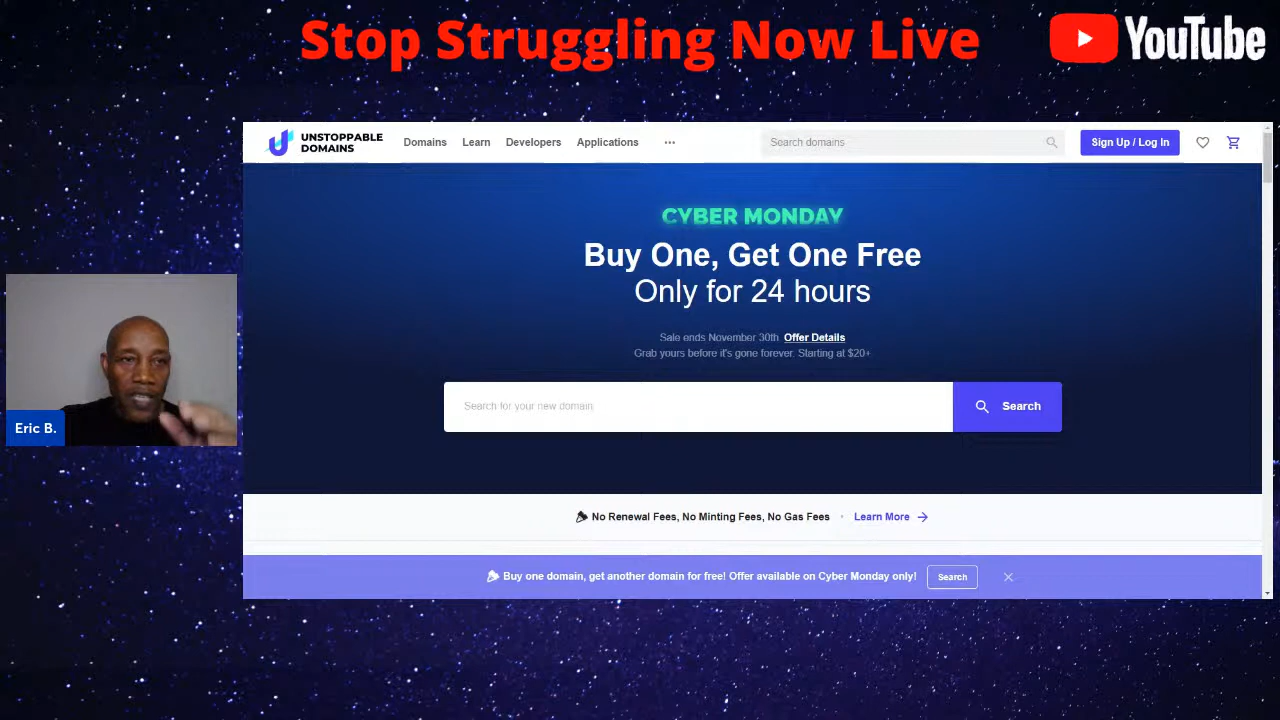 Stop Struggling Now Live
YouTube
UNSTOPPABLE
DOMAINS
Domains
Learn
Developers
Applications
Search domains
Sign Up / Log In
CYBER MONDAY
Buy One, Get One Free
Only for 24 hours
Sale ends November 30th Offer Details
Grab yours before it's gone forever. Starting at $20+
Search for your new domain
Search
Eric B.
No Renewal Fees, No Minting Fees, No Gas Fees · Learn More →
Buy one domain, get another domain for free! Offer available on Cyber Monday only!
Search